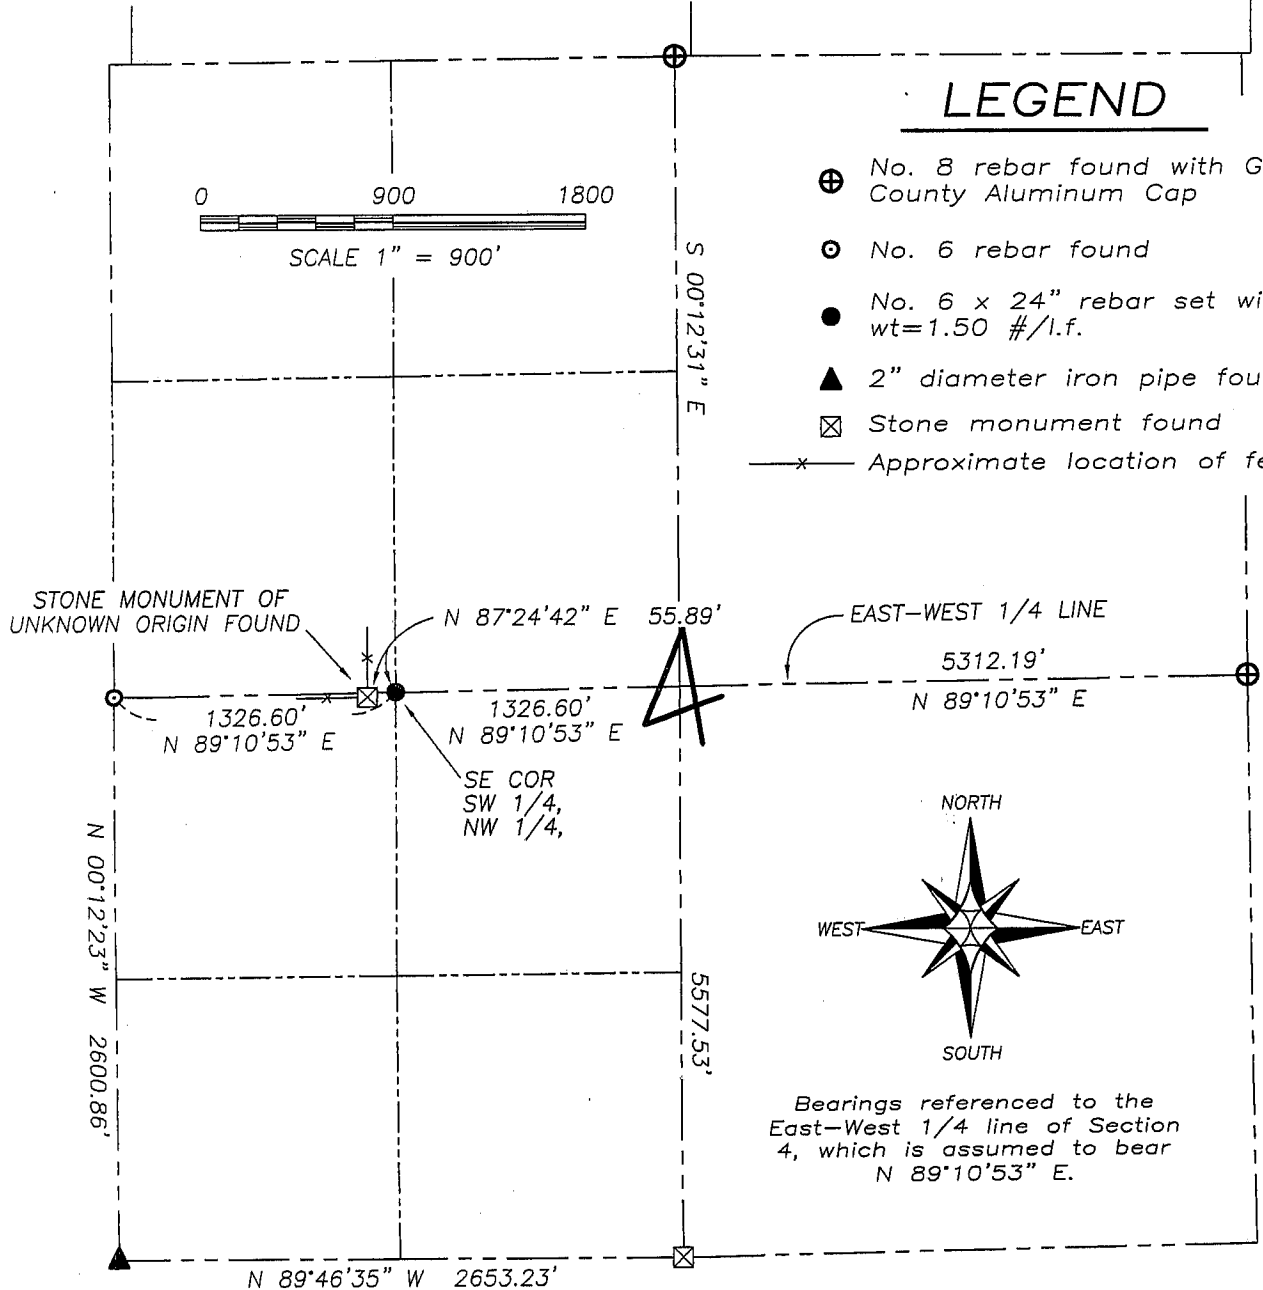 LEGEND
No. 8 rebar found with G
County Aluminum Cap
No. 6 rebar found
No. 6 x 24" rebar set wi
wt=1.50 #/l.f.
2" diameter iron pipe fou
Stone monument found
x Approximate location of fe
0 900 1800
SCALE 1" = 900'
S 00°12'31" E
STONE MONUMENT OF
UNKNOWN ORIGIN FOUND
N 87°24'42" E 55.89'
EAST-WEST 1/4 LINE
5312.19'
N 89°10'53" E
1326.60'
N 89°10'53" E
1326.60'
N 89°10'53" E
4
SE COR
SW 1/4,
NW 1/4,
N 00°12'23" W 2600.86'
5577.53'
NORTH
WEST
EAST
SOUTH
Bearings referenced to the
East-West 1/4 line of Section
4, which is assumed to bear
N 89°10'53" E.
N 89°46'35" W 2653.23'